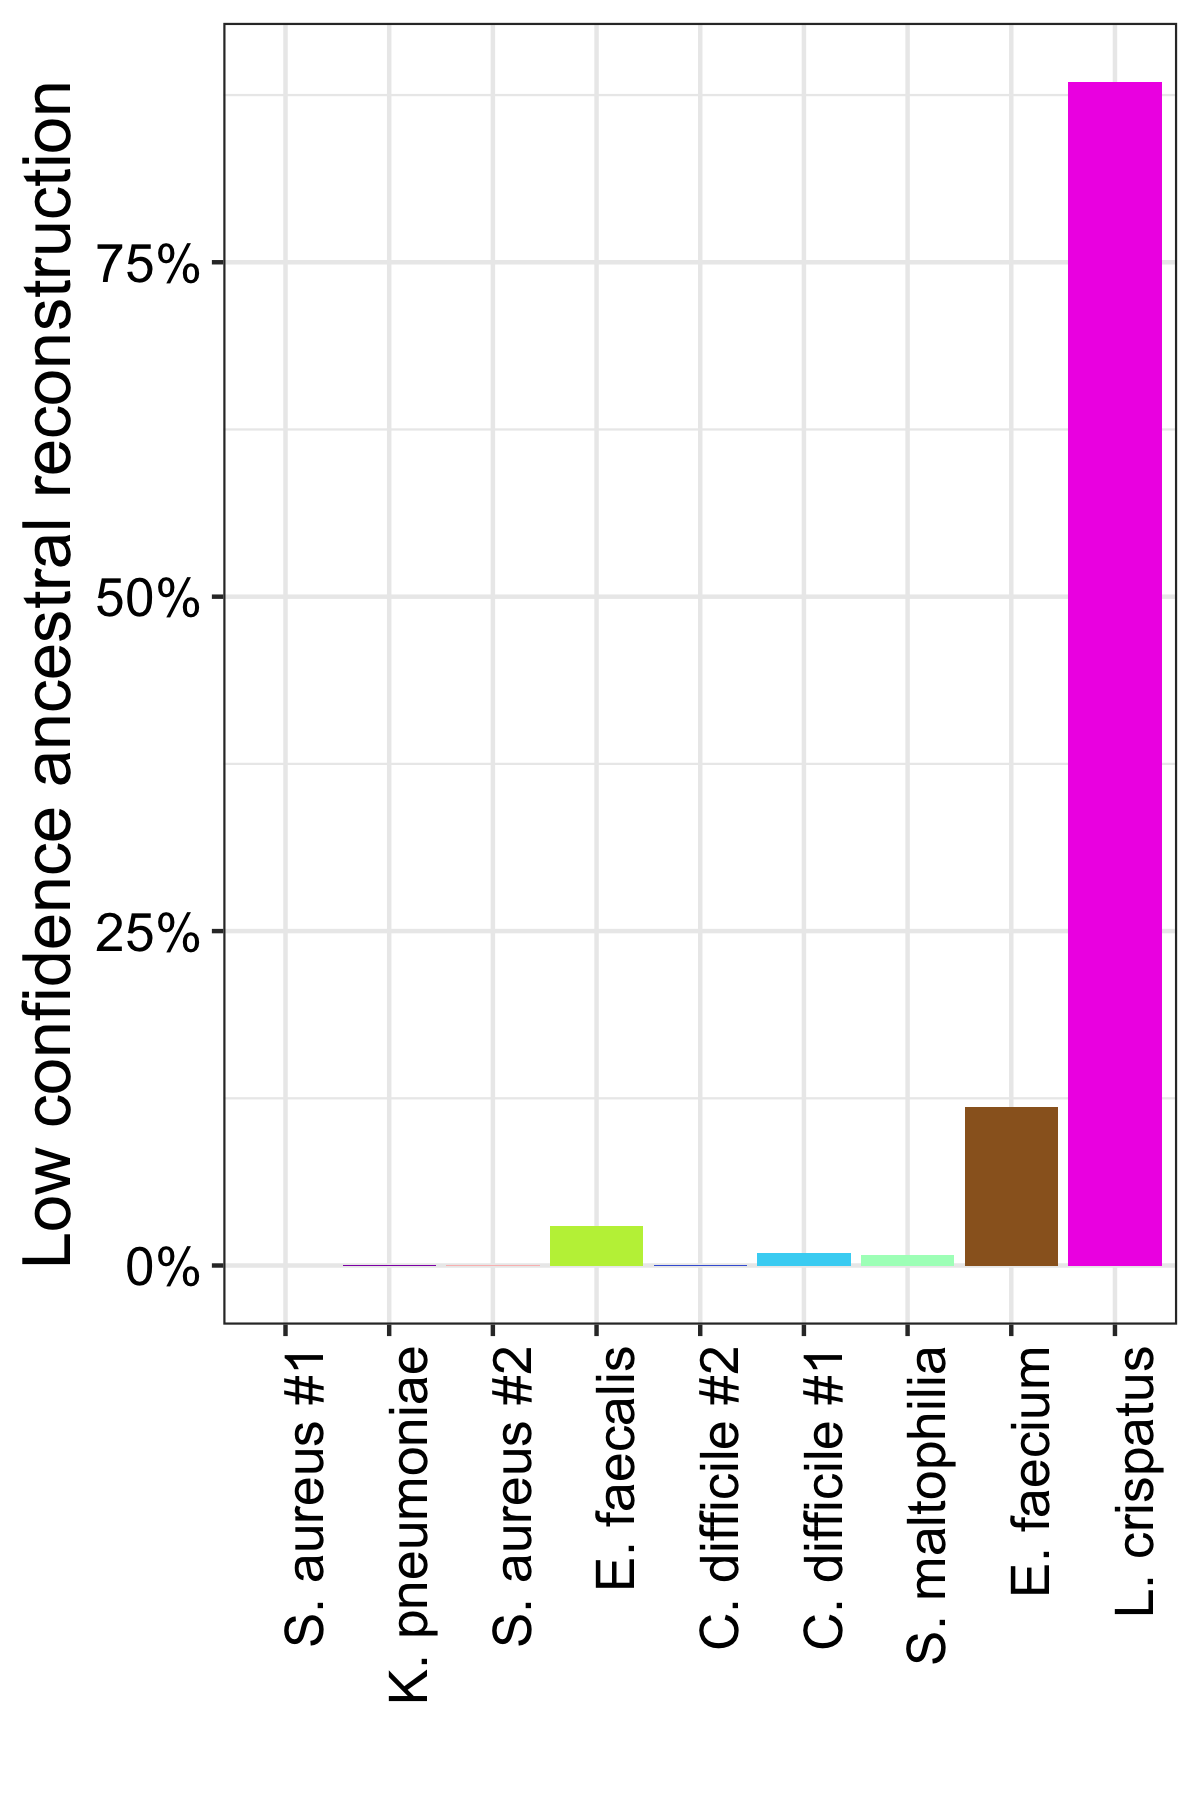 Low confidence ancestral reconstruction
75%
50%
25%
0%
S. aureus #1
K. pneumoniae
S. aureus #2
E. faecalis
C. difficile #2
C. difficile #1
S. maltophilia
E. faecium
L. crispatus